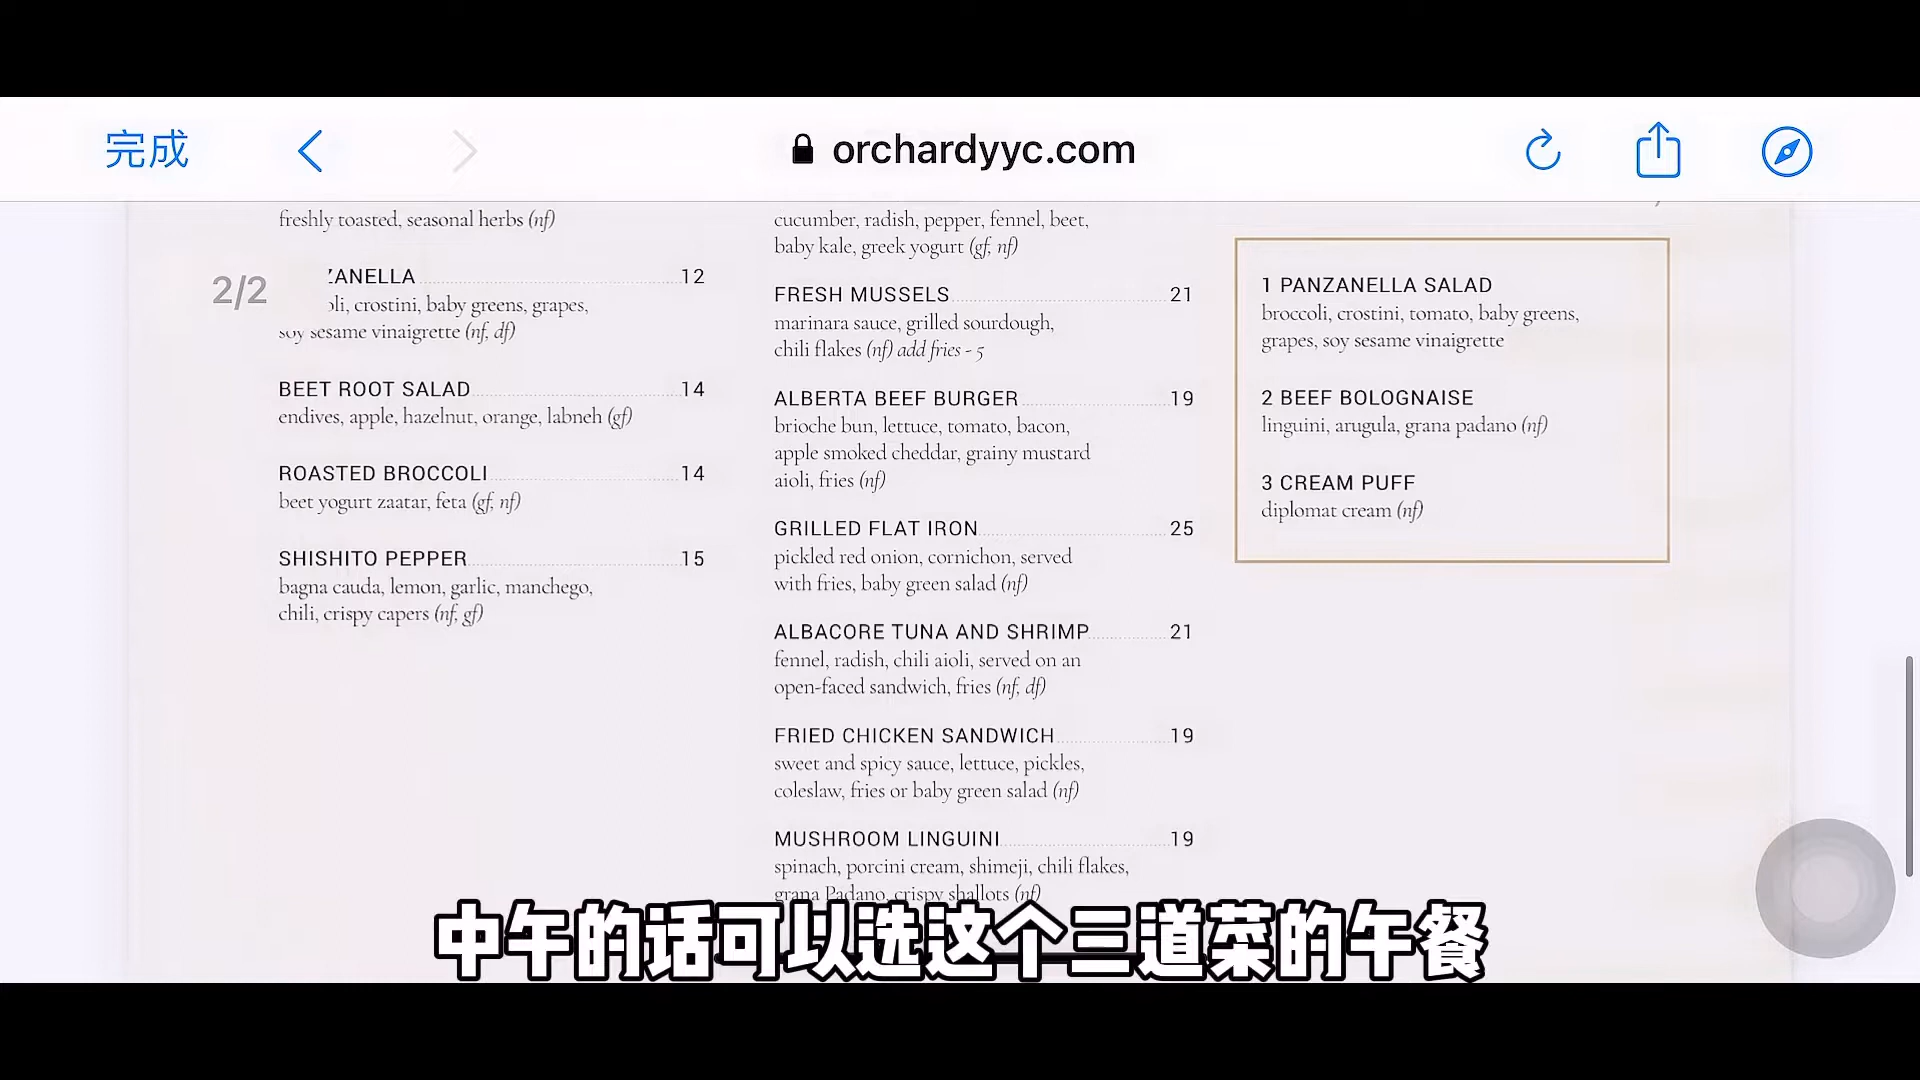 完成
orchardyyc.com
2/2
freshly toasted, seasonal herbs (nf)
ZANELLA 12
oli, crostini, baby greens, grapes,
soy sesame vinaigrette (nf, df)
BEET ROOT SALAD 14
endives, apple, hazelnut, orange, labneh (gf)
ROASTED BROCCOLI 14
beet yogurt zaatar, feta (gf, nf)
SHISHITO PEPPER 15
bagna cauda, lemon, garlic, manchego,
chili, crispy capers (nf, gf)
cucumber, radish, pepper, fennel, beet,
baby kale, greek yogurt (gf, nf)
FRESH MUSSELS 21
marinara sauce, grilled sourdough,
chili flakes (nf) add fries - 5
ALBERTA BEEF BURGER 19
brioche bun, lettuce, tomato, bacon,
apple smoked cheddar, grainy mustard
aioli, fries (nf)
GRILLED FLAT IRON 25
pickled red onion, cornichon, served
with fries, baby green salad (nf)
ALBACORE TUNA AND SHRIMP 21
fennel, radish, chili aioli, served on an
open-faced sandwich, fries (nf, df)
FRIED CHICKEN SANDWICH 19
sweet and spicy sauce, lettuce, pickles,
coleslaw, fries or baby green salad (nf)
MUSHROOM LINGUINI 19
spinach, porcini cream, shimeji, chili flakes,
grana Padano, crispy shallots (nf)
1 PANZANELLA SALAD
broccoli, crostini, tomato, baby greens,
grapes, soy sesame vinaigrette
2 BEEF BOLOGNAISE
linguini, arugula, grana padano (nf)
3 CREAM PUFF
diplomat cream (nf)
中午的话可以选这个三道菜的午餐